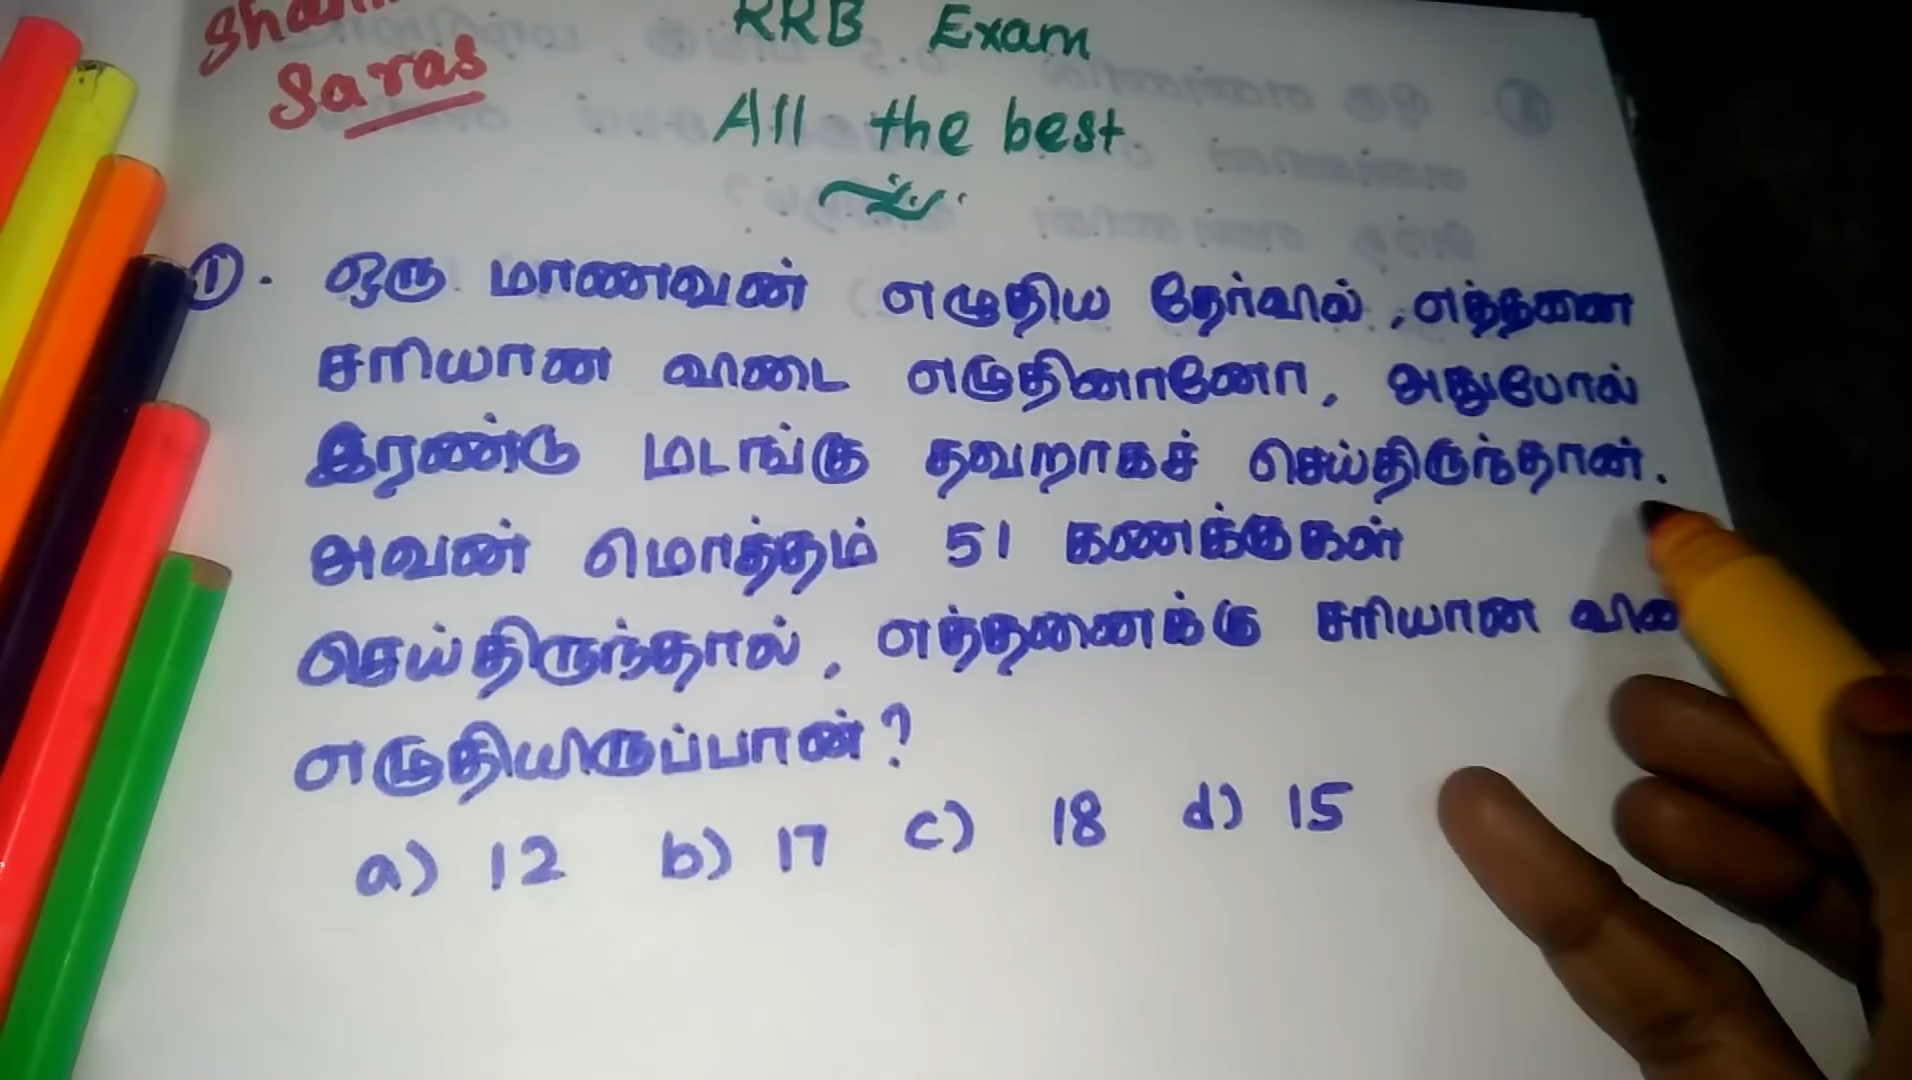 Saras
RRB Exam
All the best
①. ஒரு மாணவன் எழுதிய தேர்வில், எத்தனை
சரியான விடை எழுதினானோ, அதுபோல்
இரண்டு மடங்கு தவறாகச் செய்திருந்தான்.
அவன் மொத்தம் 51 கணக்குகள்
செய்திருந்தால், எத்தனைக்கு சரியான
எழுதியிருப்பான்?
a) 12 b) 17 c) 18 d) 15